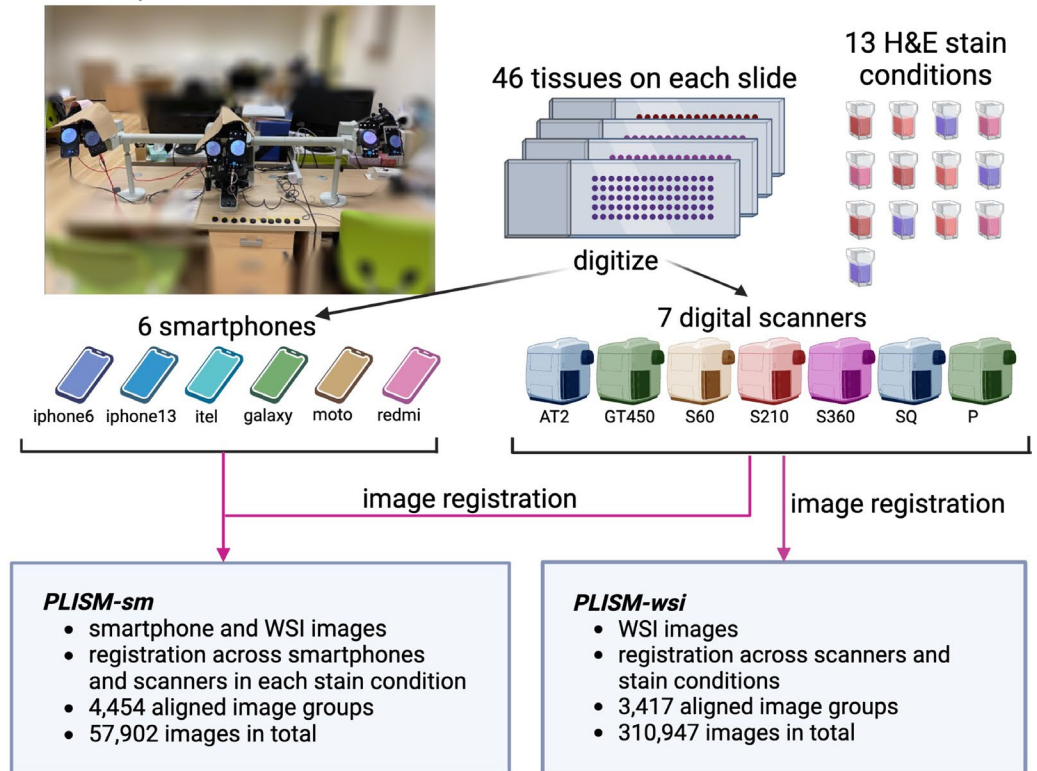 46 tissues on each slide
13 H&E stain
conditions
digitize
6 smartphones
iphone6 iphone13 itel galaxy moto redmi
7 digital scanners
AT2 GT450 S60 S210 S360 SQ P
image registration
image registration
PLISM-sm
• smartphone and WSI images
• registration across smartphones
and scanners in each stain condition
• 4,454 aligned image groups
• 57,902 images in total
PLISM-wsi
• WSI images
• registration across scanners and
stain conditions
• 3,417 aligned image groups
• 310,947 images in total